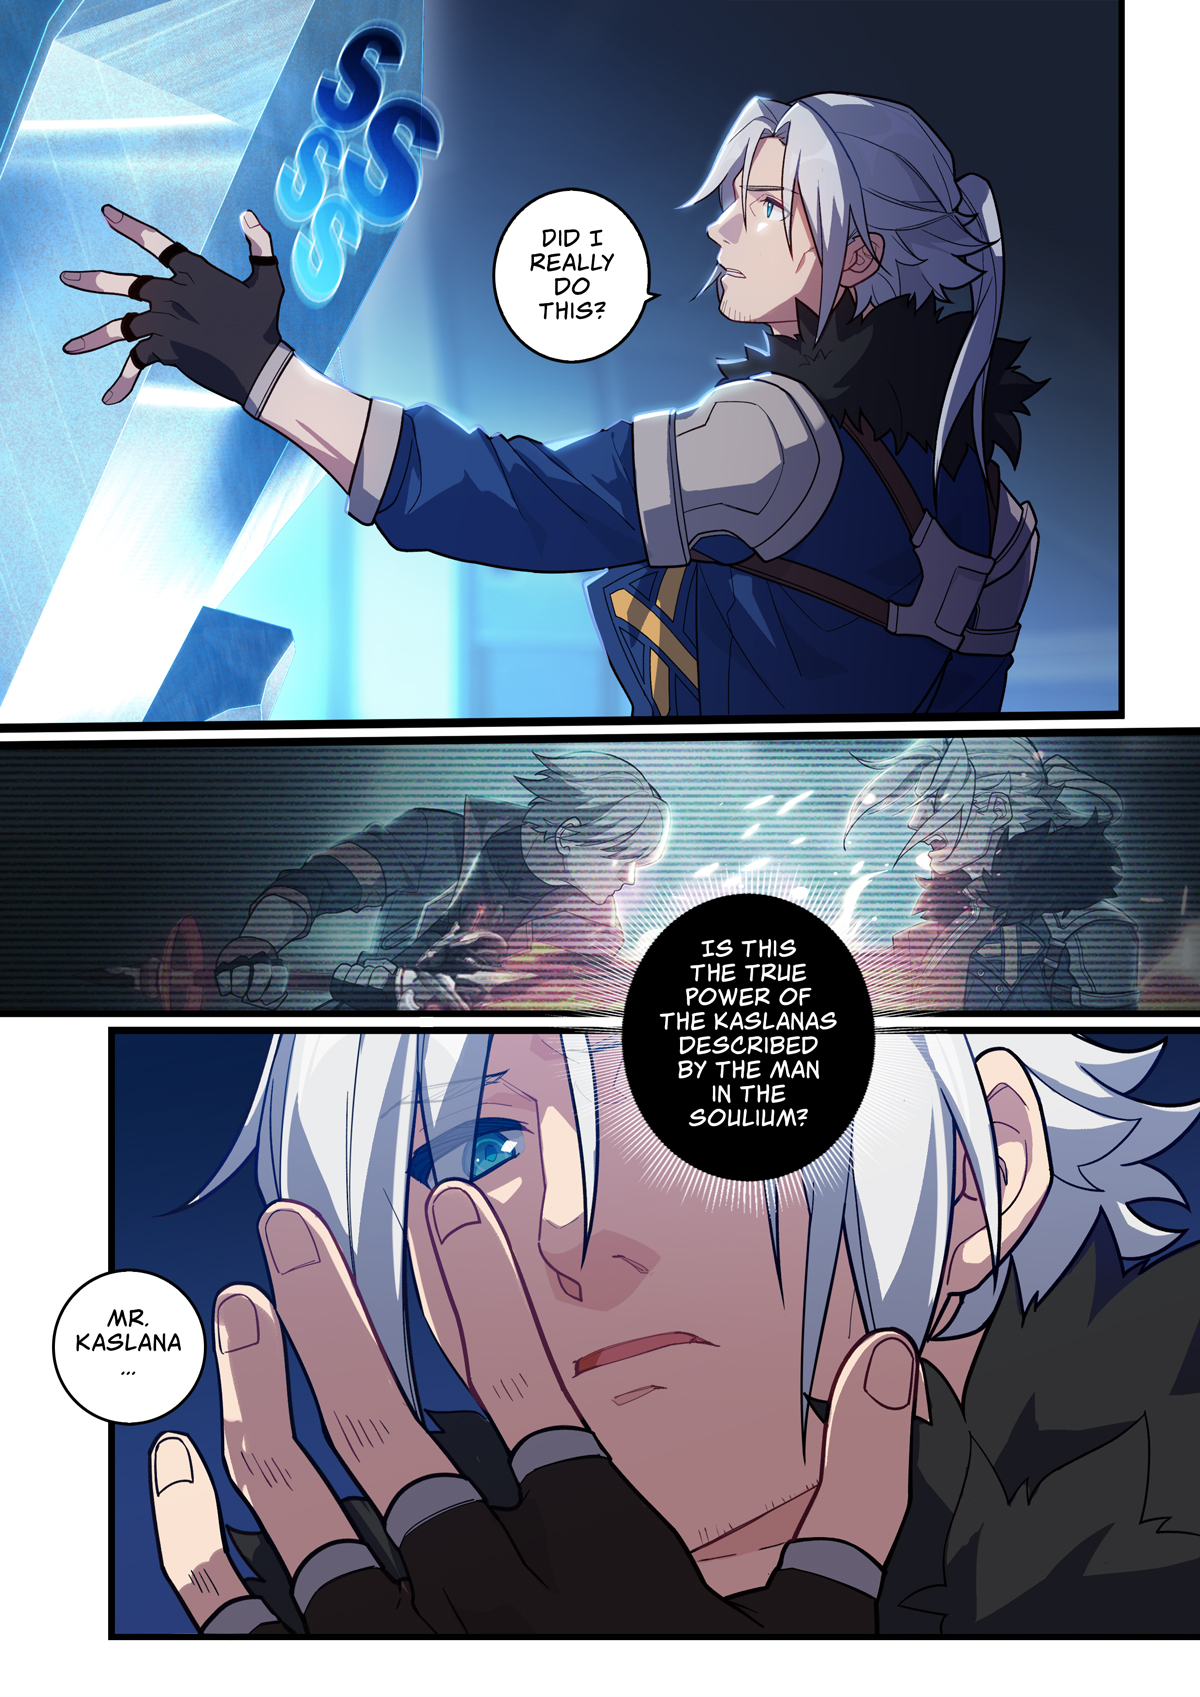 S
S
S
S
DID I
REALLY
DO
THIS?
IS THIS
THE TRUE
POWER OF
THE KASLANAS
DESCRIBED
BY THE MAN
IN THE
SOULIUM?
MR.
KASLANA
...